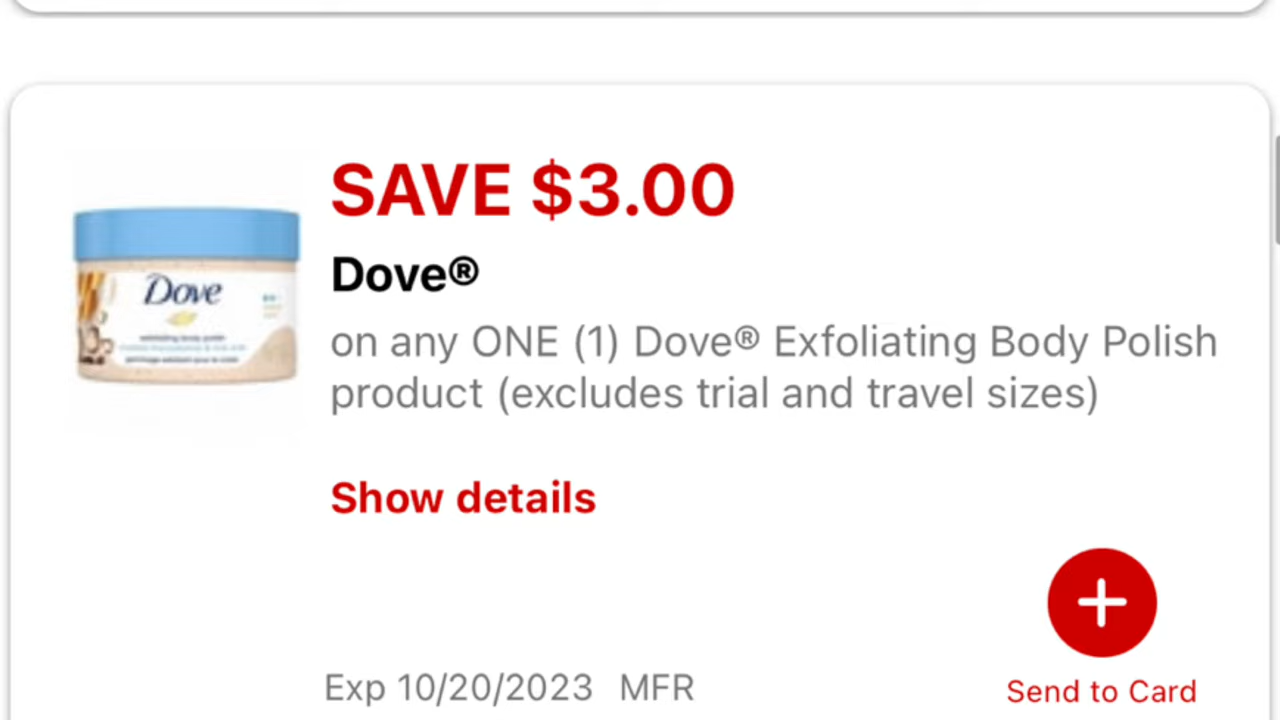 SAVE $3.00
Dove®
on any ONE (1) Dove® Exfoliating Body Polish
product (excludes trial and travel sizes)
Dove
Show details
Send to Card
Exp 10/20/2023 MFR